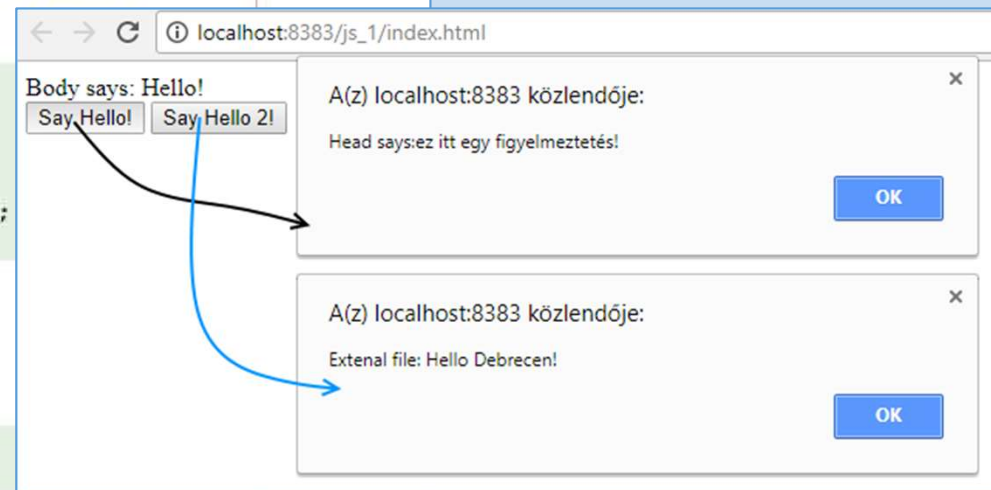 localhost:8383/js_1/index.html
Body says: Hello!
Say Hello! Say Hello 2!
A(z) localhost:8383 közlendője: ×
Head says:ez itt egy figyelmeztetés!
OK
;
A(z) localhost:8383 közlendője: ×
Extenal file: Hello Debrecen!
OK